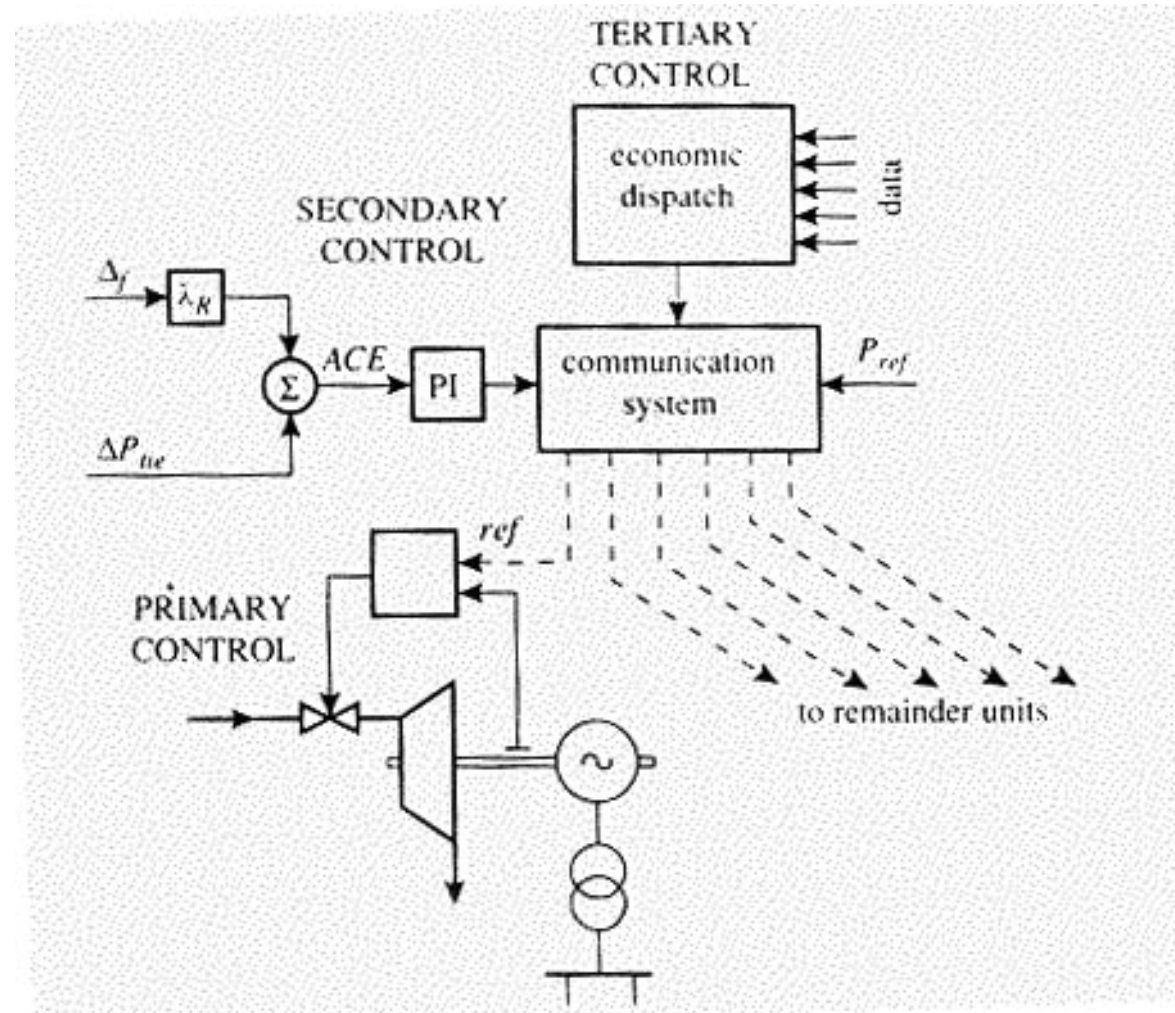 TERTIARY
CONTROL
economic
dispatch
data
SECONDARY
CONTROL
Δf
λR
Σ
ACE
PI
communication
system
Pref
ΔPtie
ref
PRIMARY
CONTROL
to remainder units